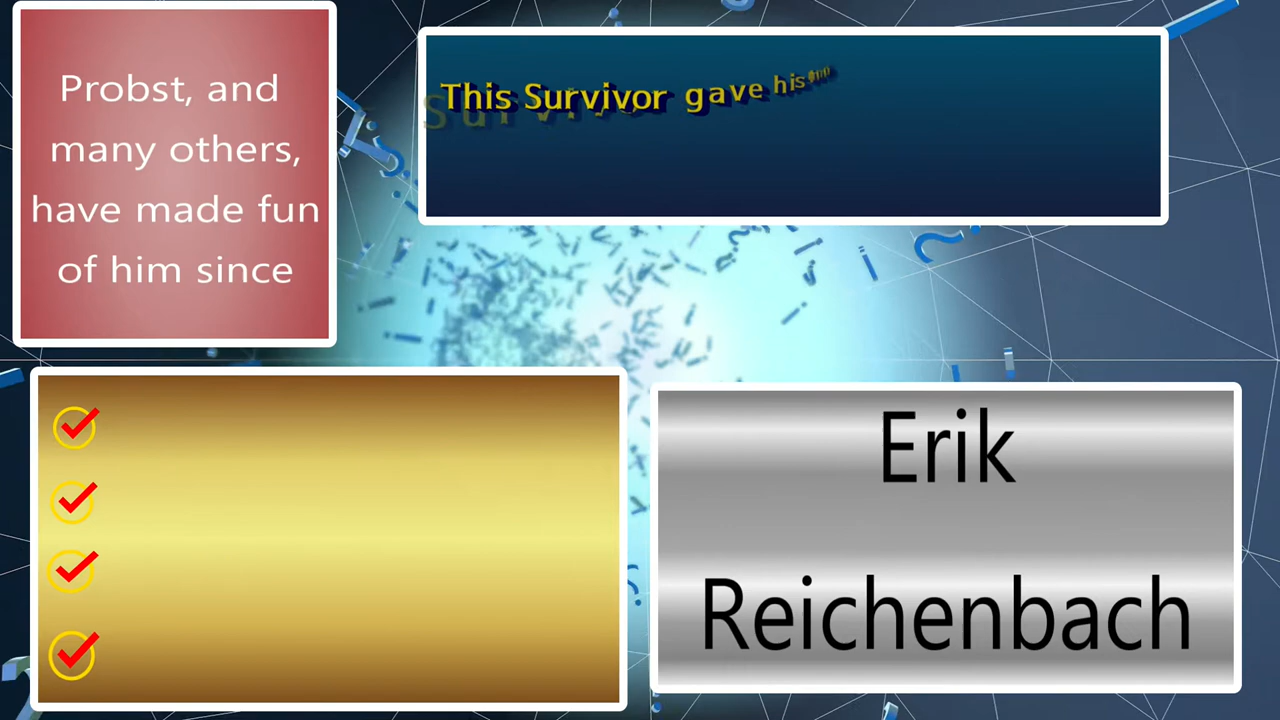 Probst, and
many others,
have made fun
of him since
This Survivor gave his
Erik
Reichenbach